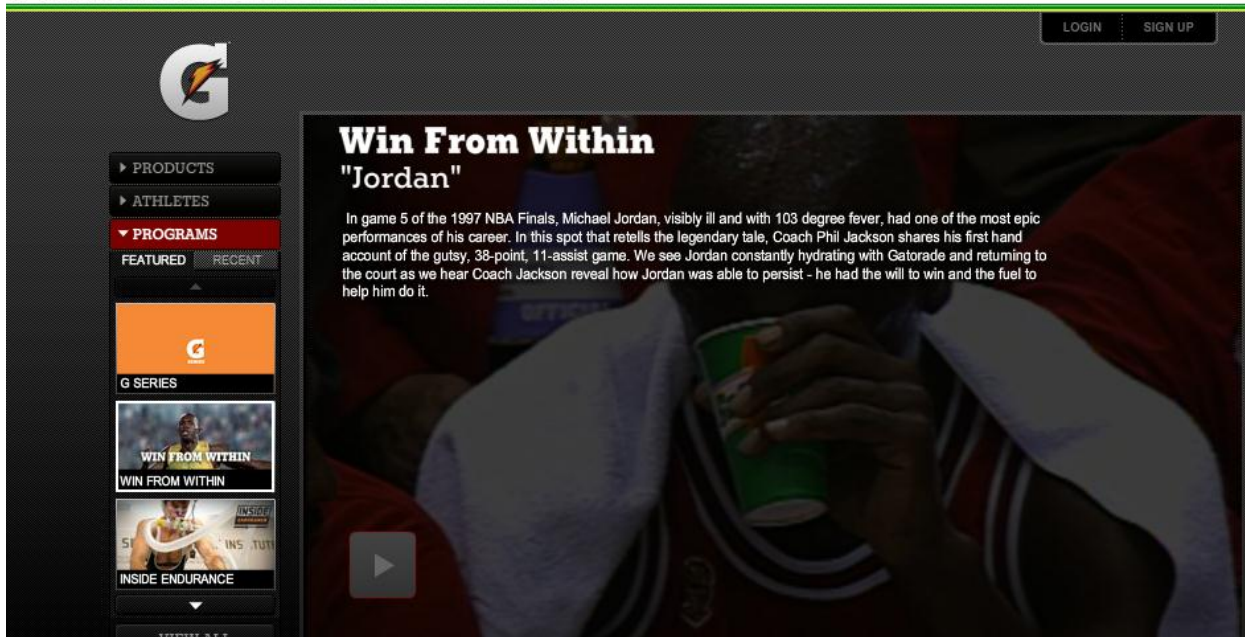 LOGIN
SIGN UP
G
Win From Within
"Jordan"
In game 5 of the 1997 NBA Finals, Michael Jordan, visibly ill and with 103 degree fever, had one of the most epic
performances of his career. In this spot that retells the legendary tale, Coach Phil Jackson shares his first hand
account of the gutsy, 38-point, 11-assist game. We see Jordan constantly hydrating with Gatorade and returning to
the court as we hear Coach Jackson reveal how Jordan was able to persist - he had the will to win and the fuel to
help him do it.
PRODUCTS
ATHLETES
PROGRAMS
FEATURED
RECENT
G
G SERIES
WIN FROM WITHIN
WIN FROM WITHIN
INSIDE
INSIDE ENDURANCE
VIEW ALL